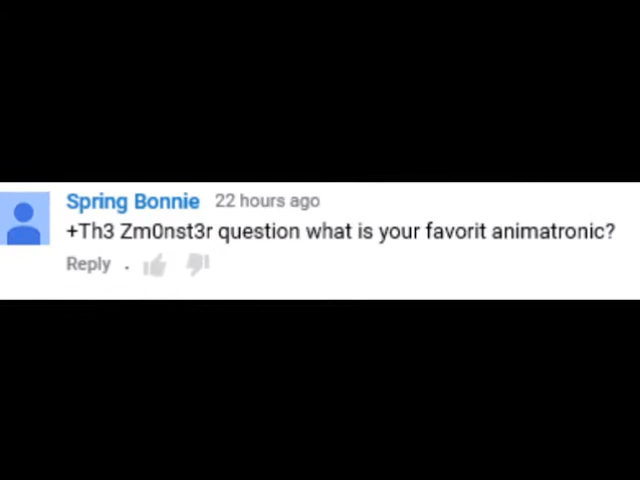 Spring Bonnie 22 hours ago
+Th3 Zm0nst3r question what is your favorit animatronic?
Reply .